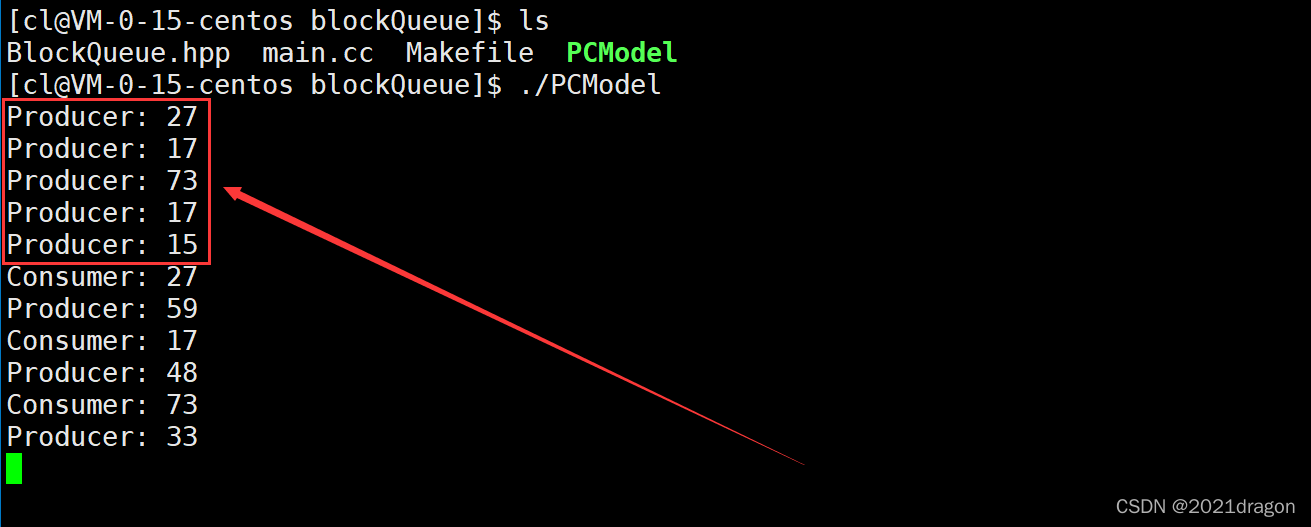 [cl@VM-0-15-centos blockQueue]$ ls
BlockQueue.hpp  main.cc  Makefile  PCModel
[cl@VM-0-15-centos blockQueue]$ ./PCModel
Producer: 27
Producer: 17
Producer: 73
Producer: 17
Producer: 15
Consumer: 27
Producer: 59
Consumer: 17
Producer: 48
Consumer: 73
Producer: 33
CSDN @2021dragon